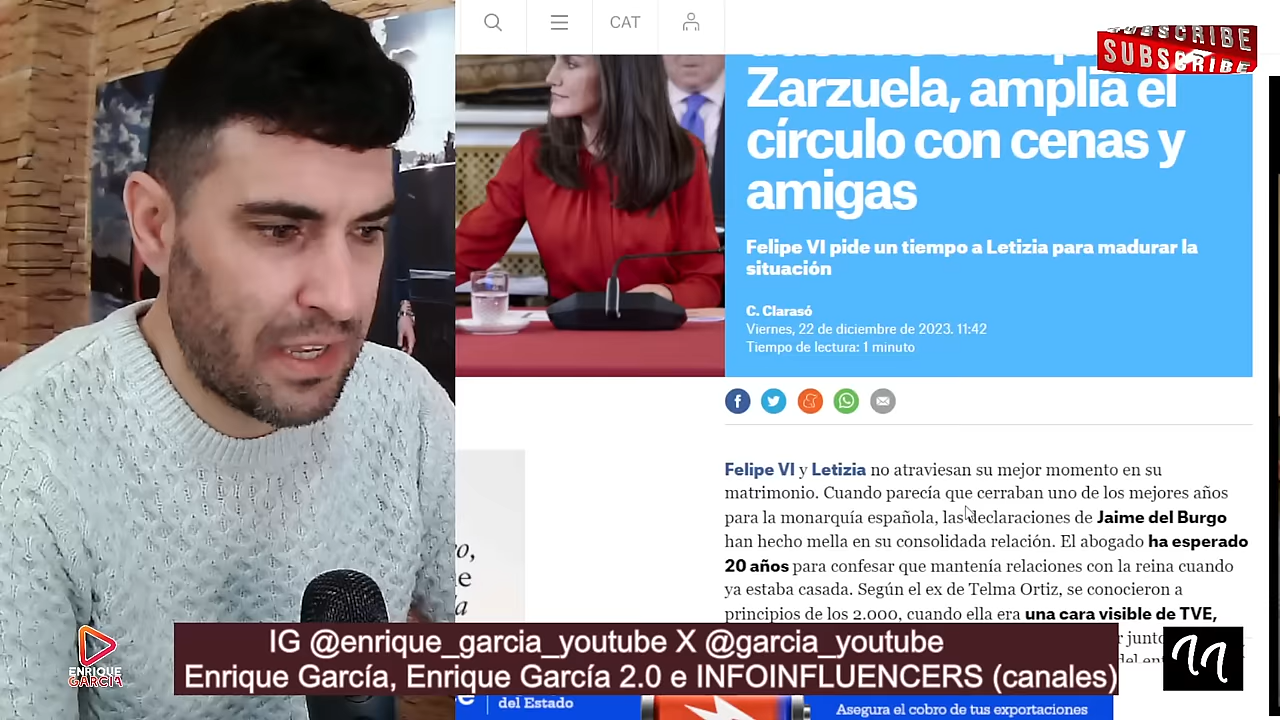 CAT
SUBSCRIBE
SUBSCRIBE
Zarzuela, amplía el
círculo con cenas y
amigas
Felipe VI pide un tiempo a Letizia para madurar la
situación
C. Clarasó
Viernes, 22 de diciembre de 2023. 11:42
Tiempo de lectura: 1 minuto
Felipe VI y Letizia no atraviesan su mejor momento en su
matrimonio. Cuando parecía que cerraban uno de los mejores años
para la monarquía española, las declaraciones de Jaime del Burgo
han hecho mella en su consolidada relación. El abogado ha esperado
20 años para confesar que mantenía relaciones con la reina cuando
ya estaba casada. Según el ex de Telma Ortiz, se conocieron a
principios de los 2.000, cuando ella era una cara visible de TVE,
IG @enrique_garcia_youtube X @garcia_youtube
Enrique García, Enrique García 2.0 e INFOINFLUENCERS (canales)
ENRIQUE
GARCÍA
del Estado
Asegura el cobro de tus exportaciones